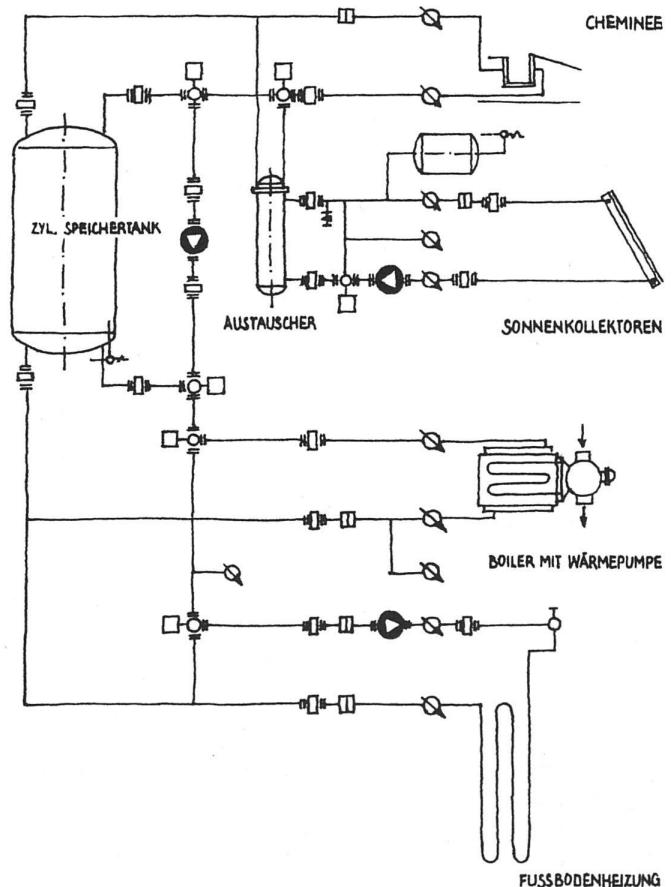 CHEMINEE
ZYL. SPEICHERTANK
AUSTAUSCHER
SONNENKOLLEKTOREN
BOILER MIT WÄRMEPUMPE
FUSSBODENHEIZUNG